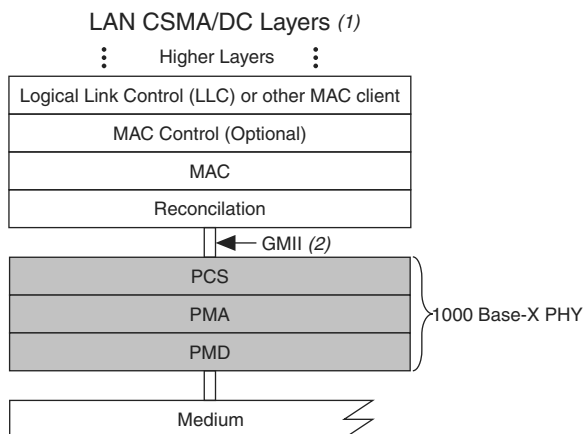 LAN CSMA/DC Layers (1)
Higher Layers
Logical Link Control (LLC) or other MAC client
MAC Control (Optional)
MAC
Reconcilation
GMII (2)
PCS
PMA
PMD
1000 Base-X PHY
Medium